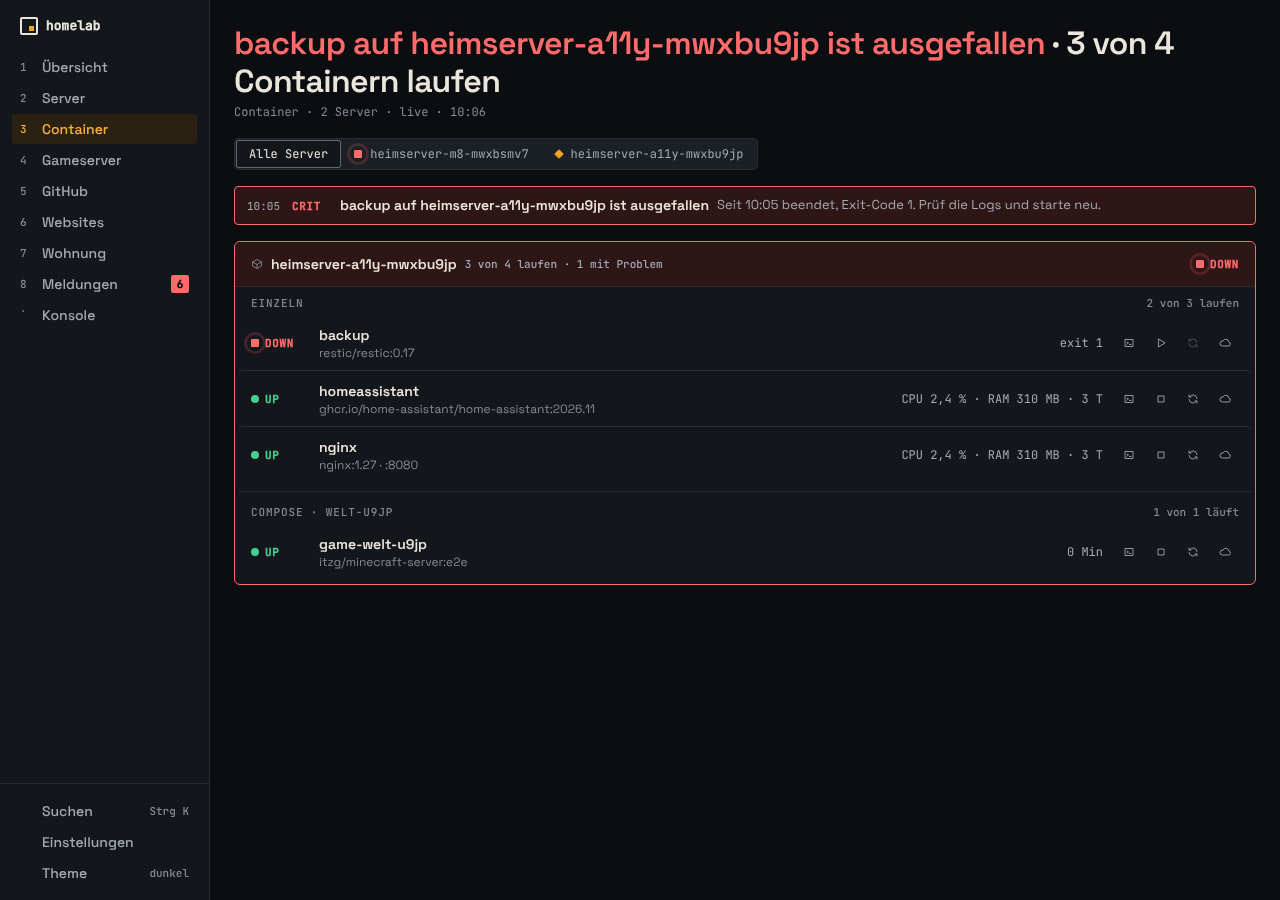 homelab
1 Übersicht
2 Server
3 Container
4 Gameserver
5 GitHub
6 Websites
7 Wohnung
8 Meldungen 6
` Konsole
Suchen Strg K
Einstellungen
Theme dunkel
backup auf heimserver-a11y-mwxbu9jp ist ausgefallen · 3 von 4
Containern laufen
Container · 2 Server · live · 10:06
Alle Server heimserver-m8-mwxbsmv7 heimserver-a11y-mwxbu9jp
10:05 CRIT backup auf heimserver-a11y-mwxbu9jp ist ausgefallen Seit 10:05 beendet, Exit-Code 1. Prüf die Logs und starte neu.
heimserver-a11y-mwxbu9jp 3 von 4 laufen · 1 mit Problem DOWN
EINZELN 2 von 3 laufen
DOWN backup exit 1
restic/restic:0.17
UP homeassistant CPU 2,4 % · RAM 310 MB · 3 T
ghcr.io/home-assistant/home-assistant:2026.11
UP nginx CPU 2,4 % · RAM 310 MB · 3 T
nginx:1.27 · :8080
COMPOSE · WELT-U9JP 1 von 1 läuft
UP game-welt-u9jp 0 Min
itzg/minecraft-server:e2e